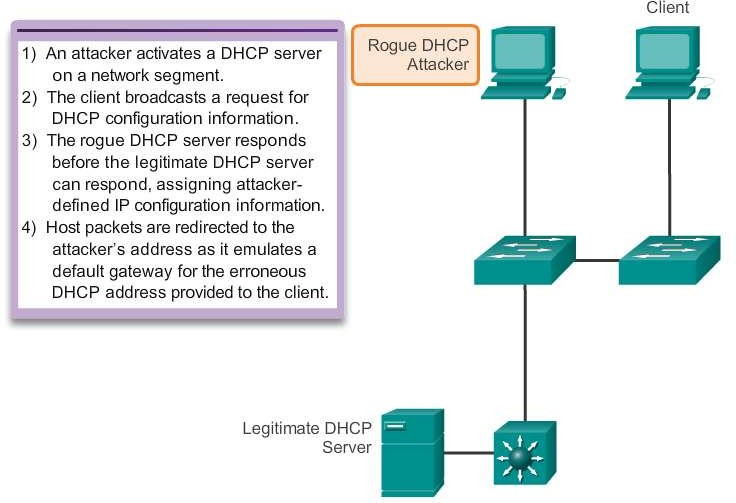 1) An attacker activates a DHCP server
on a network segment.
2) The client broadcasts a request for
DHCP configuration information.
3) The rogue DHCP server responds
before the legitimate DHCP server
can respond, assigning attacker-
defined IP configuration information.
4) Host packets are redirected to the
attacker’s address as it emulates a
default gateway for the erroneous
DHCP address provided to the client.
Rogue DHCP
Attacker
Client
Legitimate DHCP
Server